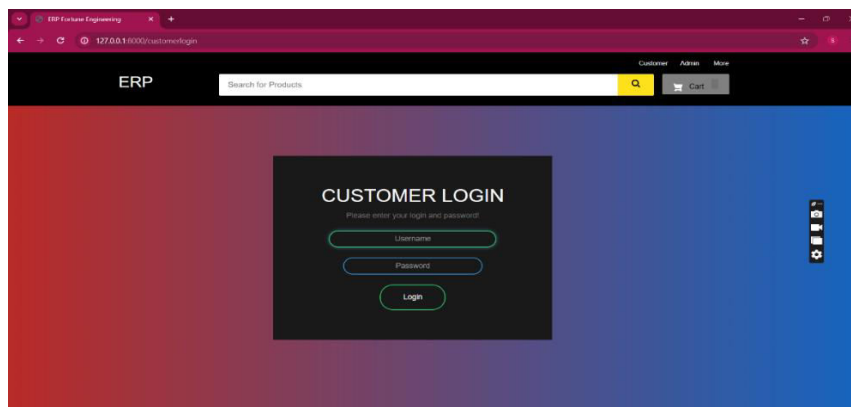 ERP Fortune Engineering
127.0.0.1:8000/customerlogin
Customer Admin More
ERP
Search for Products
Cart
CUSTOMER LOGIN
Please enter your login and password!
Username
Password
Login